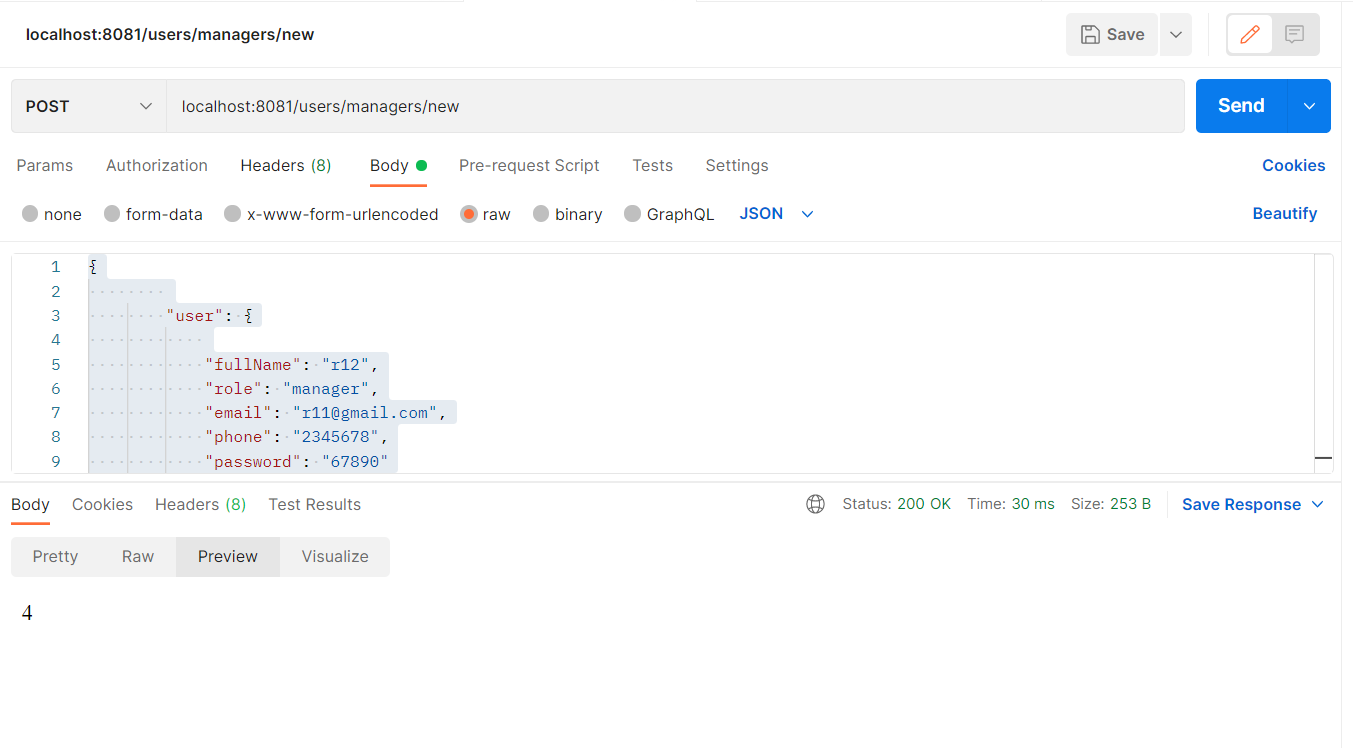 localhost:8081/users/managers/new
Save
POST
localhost:8081/users/managers/new
Send
Params Authorization Headers (8) Body Pre-request Script Tests Settings Cookies
none form-data x-www-form-urlencoded raw binary GraphQL JSON Beautify
1 {
2
3 "user": {
4
5 "fullName": "r12",
6 "role": "manager",
7 "email": "r11@gmail.com",
8 "phone": "2345678",
9 "password": "67890"
Body Cookies Headers (8) Test Results Status: 200 OK Time: 30 ms Size: 253 B Save Response
Pretty Raw Preview Visualize
4